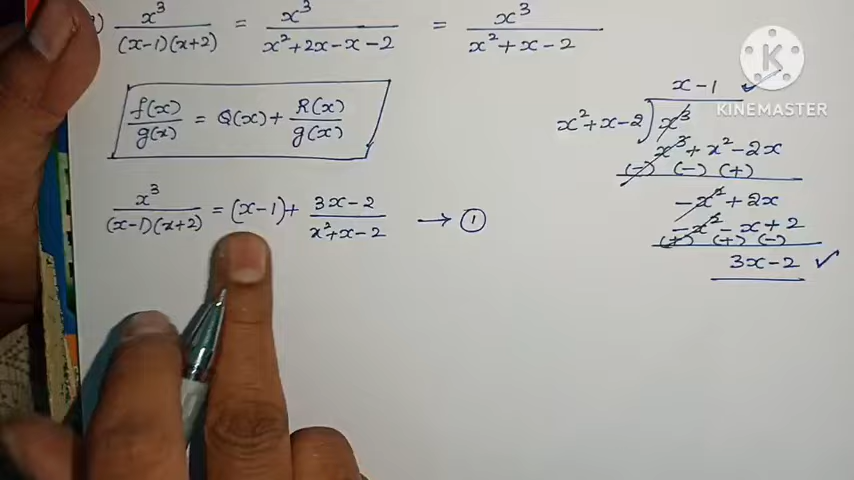 ) x³/((x-1)(x+2)) = x³/(x²+2x-x-2) = x³/(x²+x-2)
f(x)/g(x) = Q(x) + R(x)/g(x)
x³/((x-1)(x+2)) = (x-1) + (3x-2)/(x²+x-2) → ①
x-1 ✓
x²+x-2 ) x³
x³+x²-2x
(-) (-) (+)
-x²+2x
-x²-x+2
(+) (+) (-)
3x-2 ✓
K
KINEMASTER